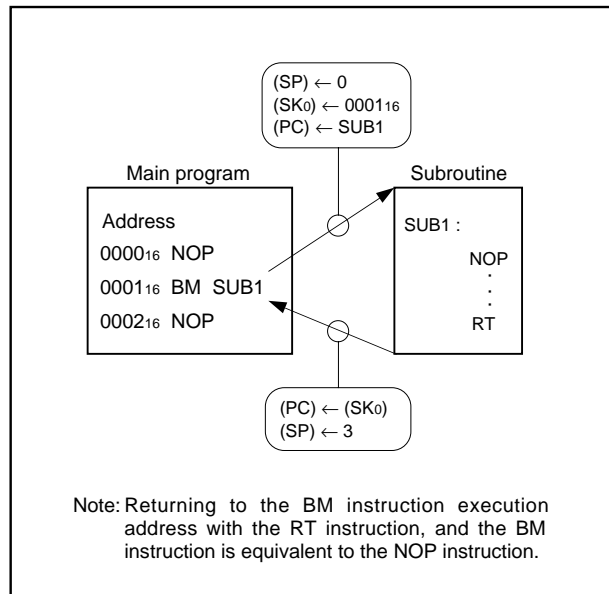 (SP) ← 0
(SK₀) ← 0001₁₆
(PC) ← SUB1
Main program
Subroutine
Address
0000₁₆ NOP
0001₁₆ BM SUB1
0002₁₆ NOP
SUB1 :
NOP
·
·
·
·
RT
(PC) ← (SK₀)
(SP) ← 3
Note: Returning to the BM instruction execution
address with the RT instruction, and the BM
instruction is equivalent to the NOP instruction.